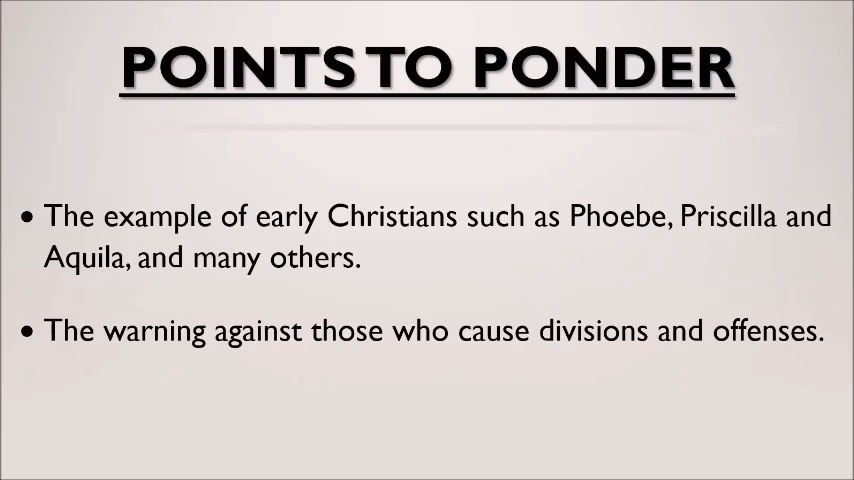 POINTS TO PONDER
• The example of early Christians such as Phoebe, Priscilla and
Aquila, and many others.
• The warning against those who cause divisions and offenses.